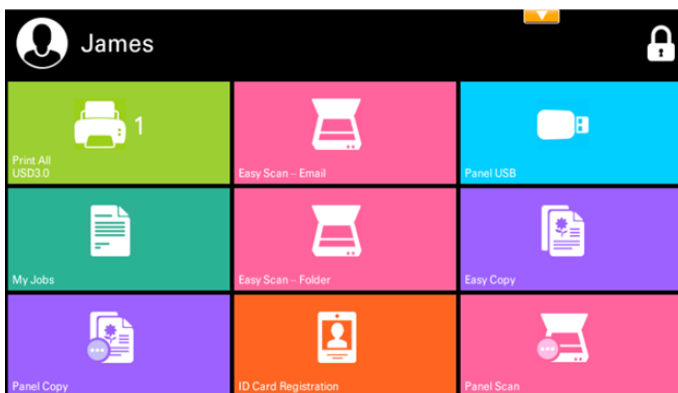 James
1
Print All
USD3.0
Easy Scan – Email
Panel USB
My Jobs
Easy Scan – Folder
Easy Copy
Panel Copy
ID Card Registration
Panel Scan